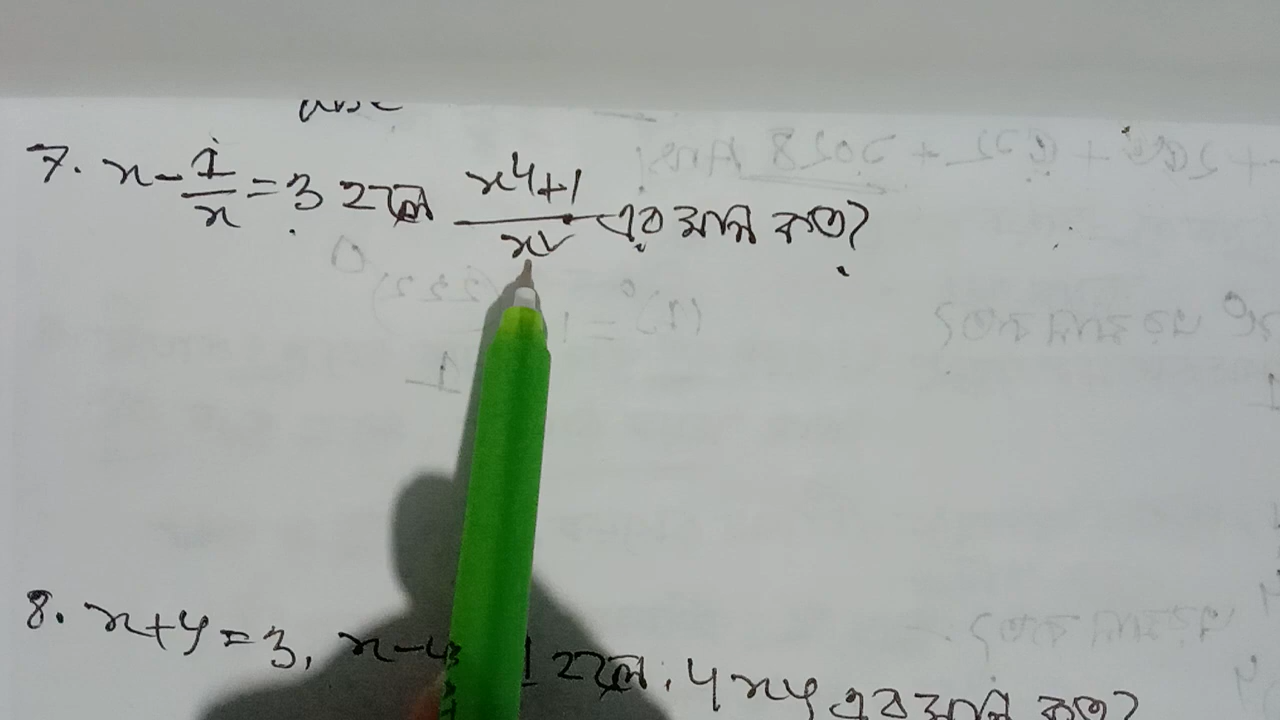 7. x - 1/x = 3 হলে (x⁴+1)/x² এর মান কত?
8. x+y = 3, x-y 1 হলে, 4xy এর মান কত?